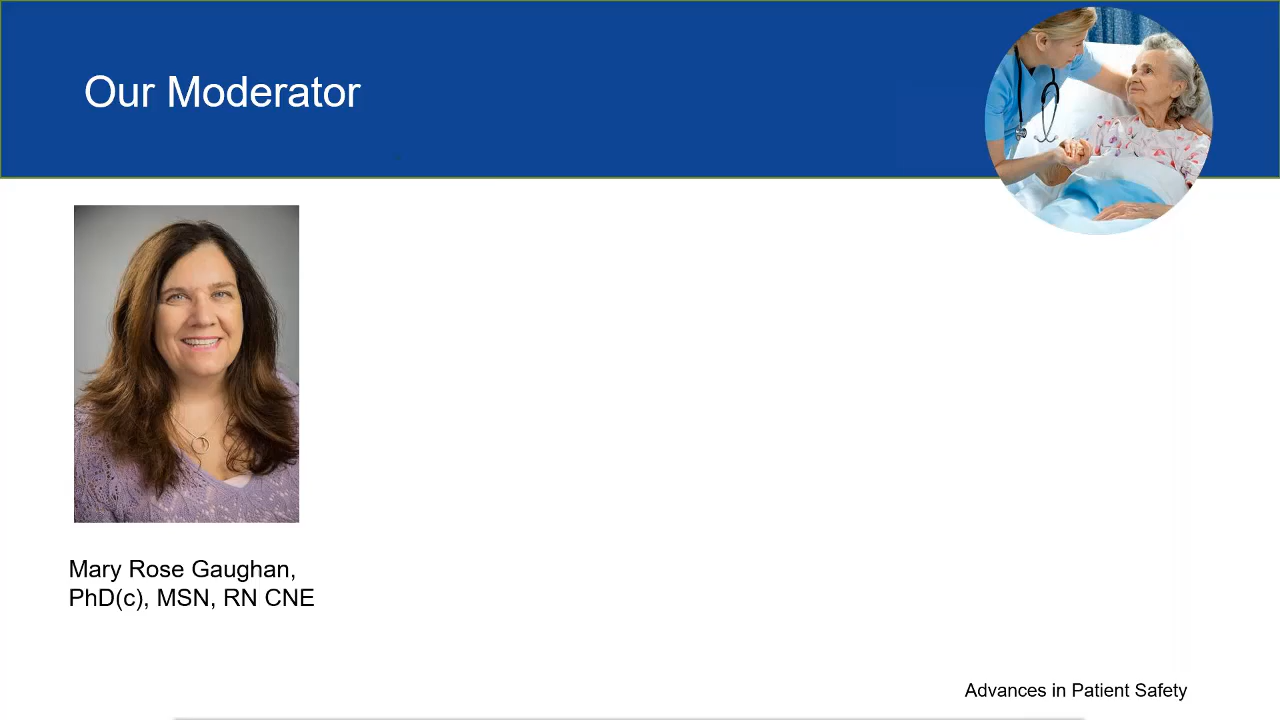 Our Moderator
Mary Rose Gaughan,
PhD(c), MSN, RN CNE
Advances in Patient Safety